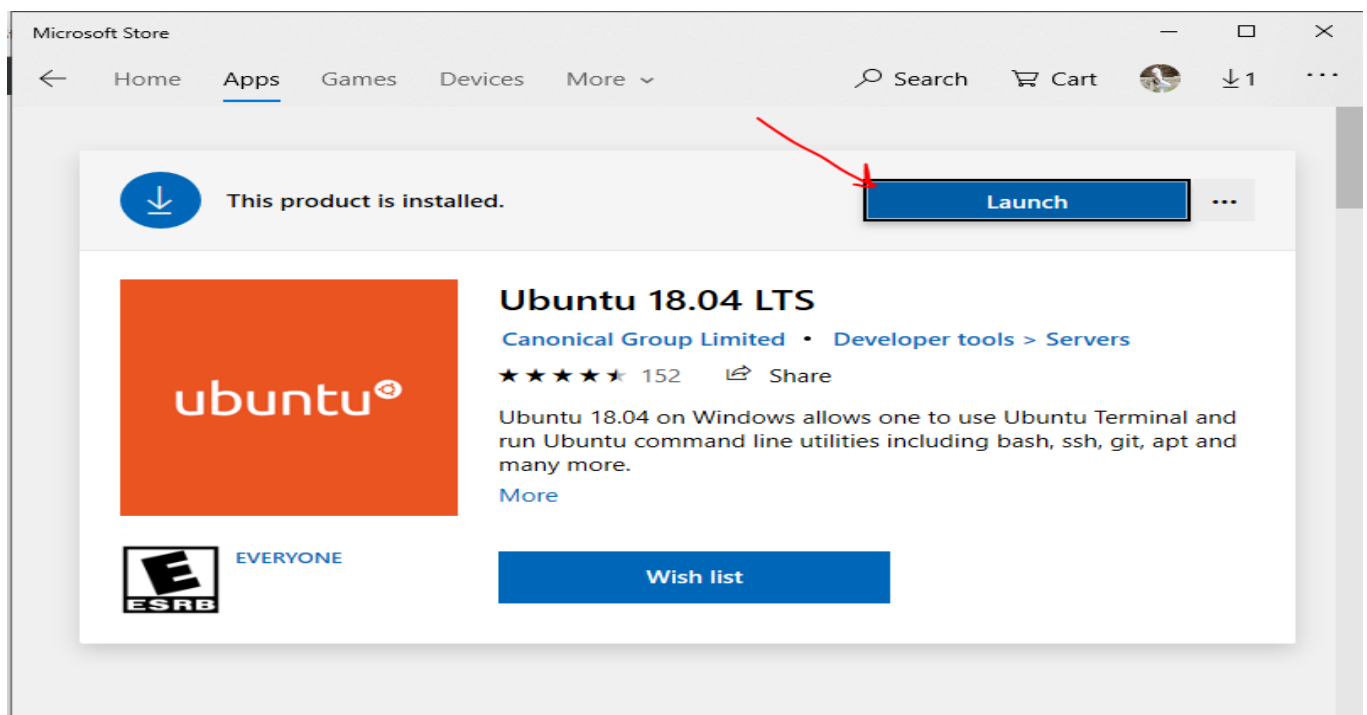 Microsoft Store
Home Apps Games Devices More Search Cart 1 ...
This product is installed. Launch ...
Ubuntu 18.04 LTS
Canonical Group Limited • Developer tools > Servers
152 Share
ubuntu
Ubuntu 18.04 on Windows allows one to use Ubuntu Terminal and
run Ubuntu command line utilities including bash, ssh, git, apt and
many more.
More
E
ESRB
EVERYONE
Wish list